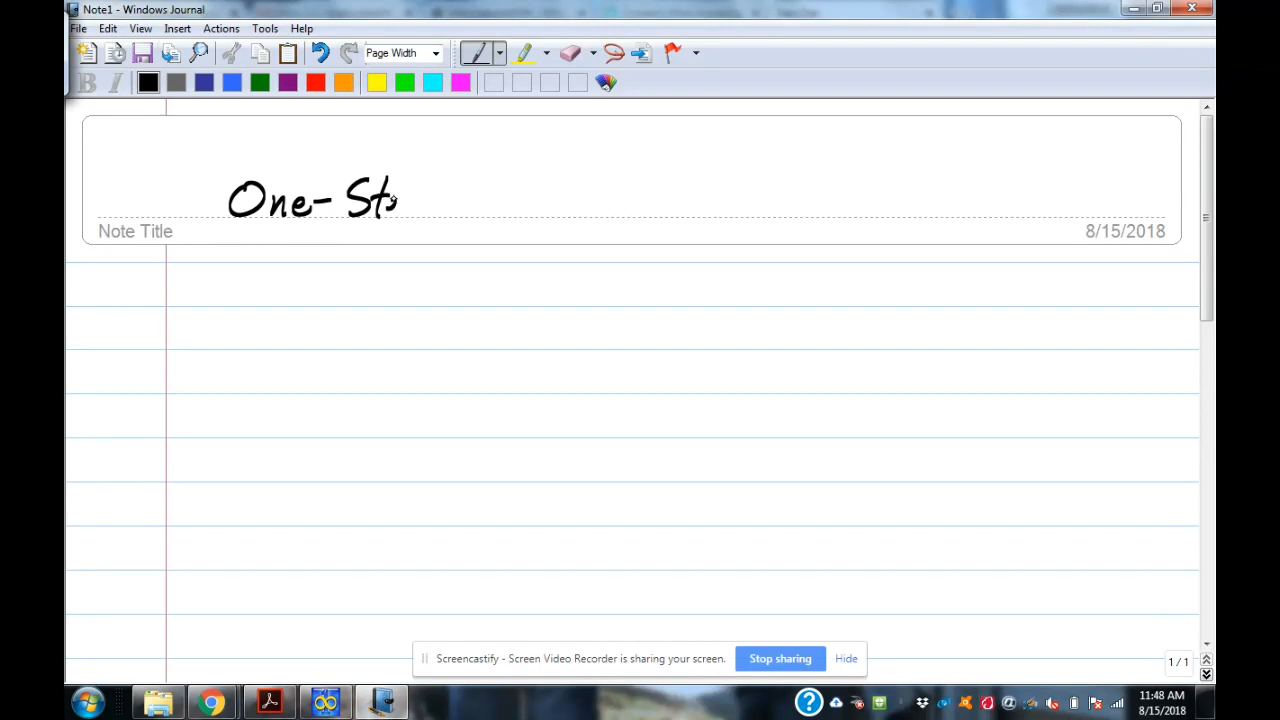 Note1 - Windows Journal
File Edit View Insert Actions Tools Help
Page Width
B I
One- St
Note Title 8/15/2018
Screencastify - Screen Video Recorder is sharing your screen. Stop sharing Hide
1 / 1
11:48 AM
8/15/2018